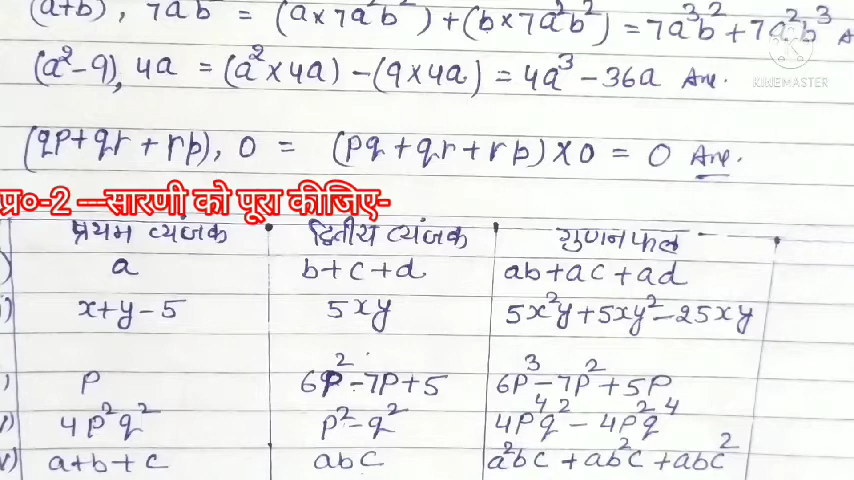 (a+b), 7a²b² = (a×7a²b²)+(b×7a²b²) = 7a³b²+7a²b³ A
(a²-9), 4a = (a²×4a) -(9×4a) = 4a³ -36a Ans.
KINEMASTER
(qp+qr+rp), 0 = (pq+qr+rp)×0 = 0 Ans.
प्र०-2 ---सारणी को पूरा कीजिए-
प्रथम व्यंजक द्वितीय व्यंजक गुणनफल
) a b+c+d ab+ac+ad
i) x+y-5 5xy 5x²y+5xy²-25xy
) P 6P²-7P+5 6P³-7P²+5P
v) 4p²q² p²-q² 4p⁴q²-4p²q⁴
v) a+b+c abc a²bc+ab²c+abc²